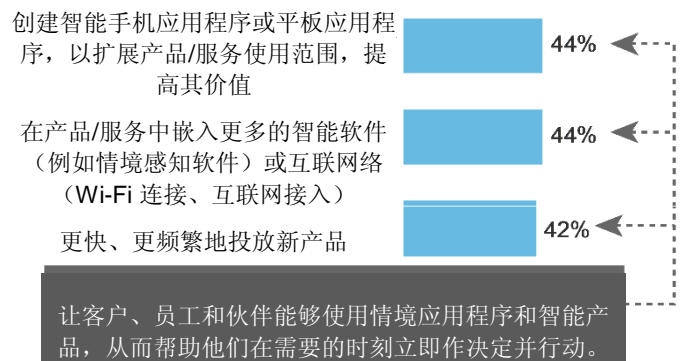 创建智能手机应用程序或平板应用程
序，以扩展产品/服务使用范围，提
高其价值
44%
在产品/服务中嵌入更多的智能软件
（例如情境感知软件）或互联网络
（Wi-Fi 连接、互联网接入）
44%
更快、更频繁地投放新产品
42%
让客户、员工和伙伴能够使用情境应用程序和智能产
品，从而帮助他们在需要的时刻立即作决定并行动。